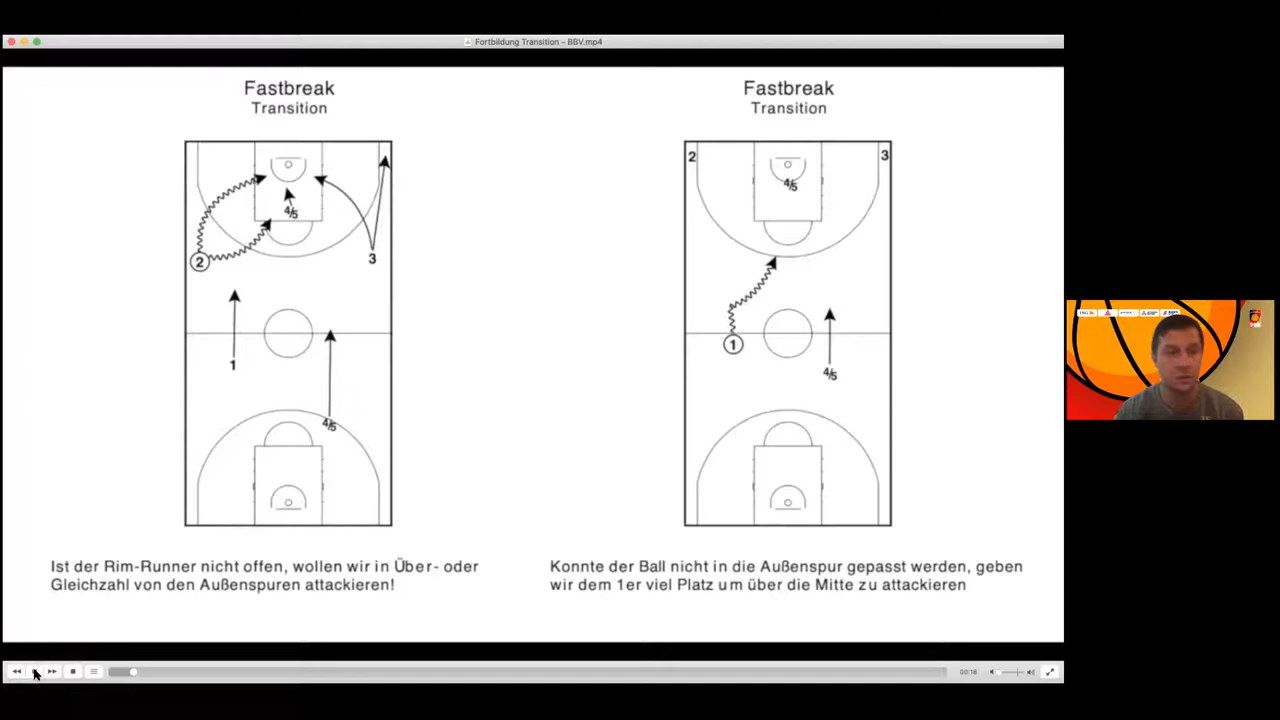 Fortbildung Transition - BBV.mp4
Fastbreak
Transition
2
1
3
4/5
4/5
Ist der Rim-Runner nicht offen, wollen wir in Über- oder
Gleichzahl von den Außenspuren attackieren!
Fastbreak
Transition
2
3
4/5
1
4/5
Konnte der Ball nicht in die Außenspur gepasst werden, geben
wir dem 1er viel Platz um über die Mitte zu attackieren
00:18
ING